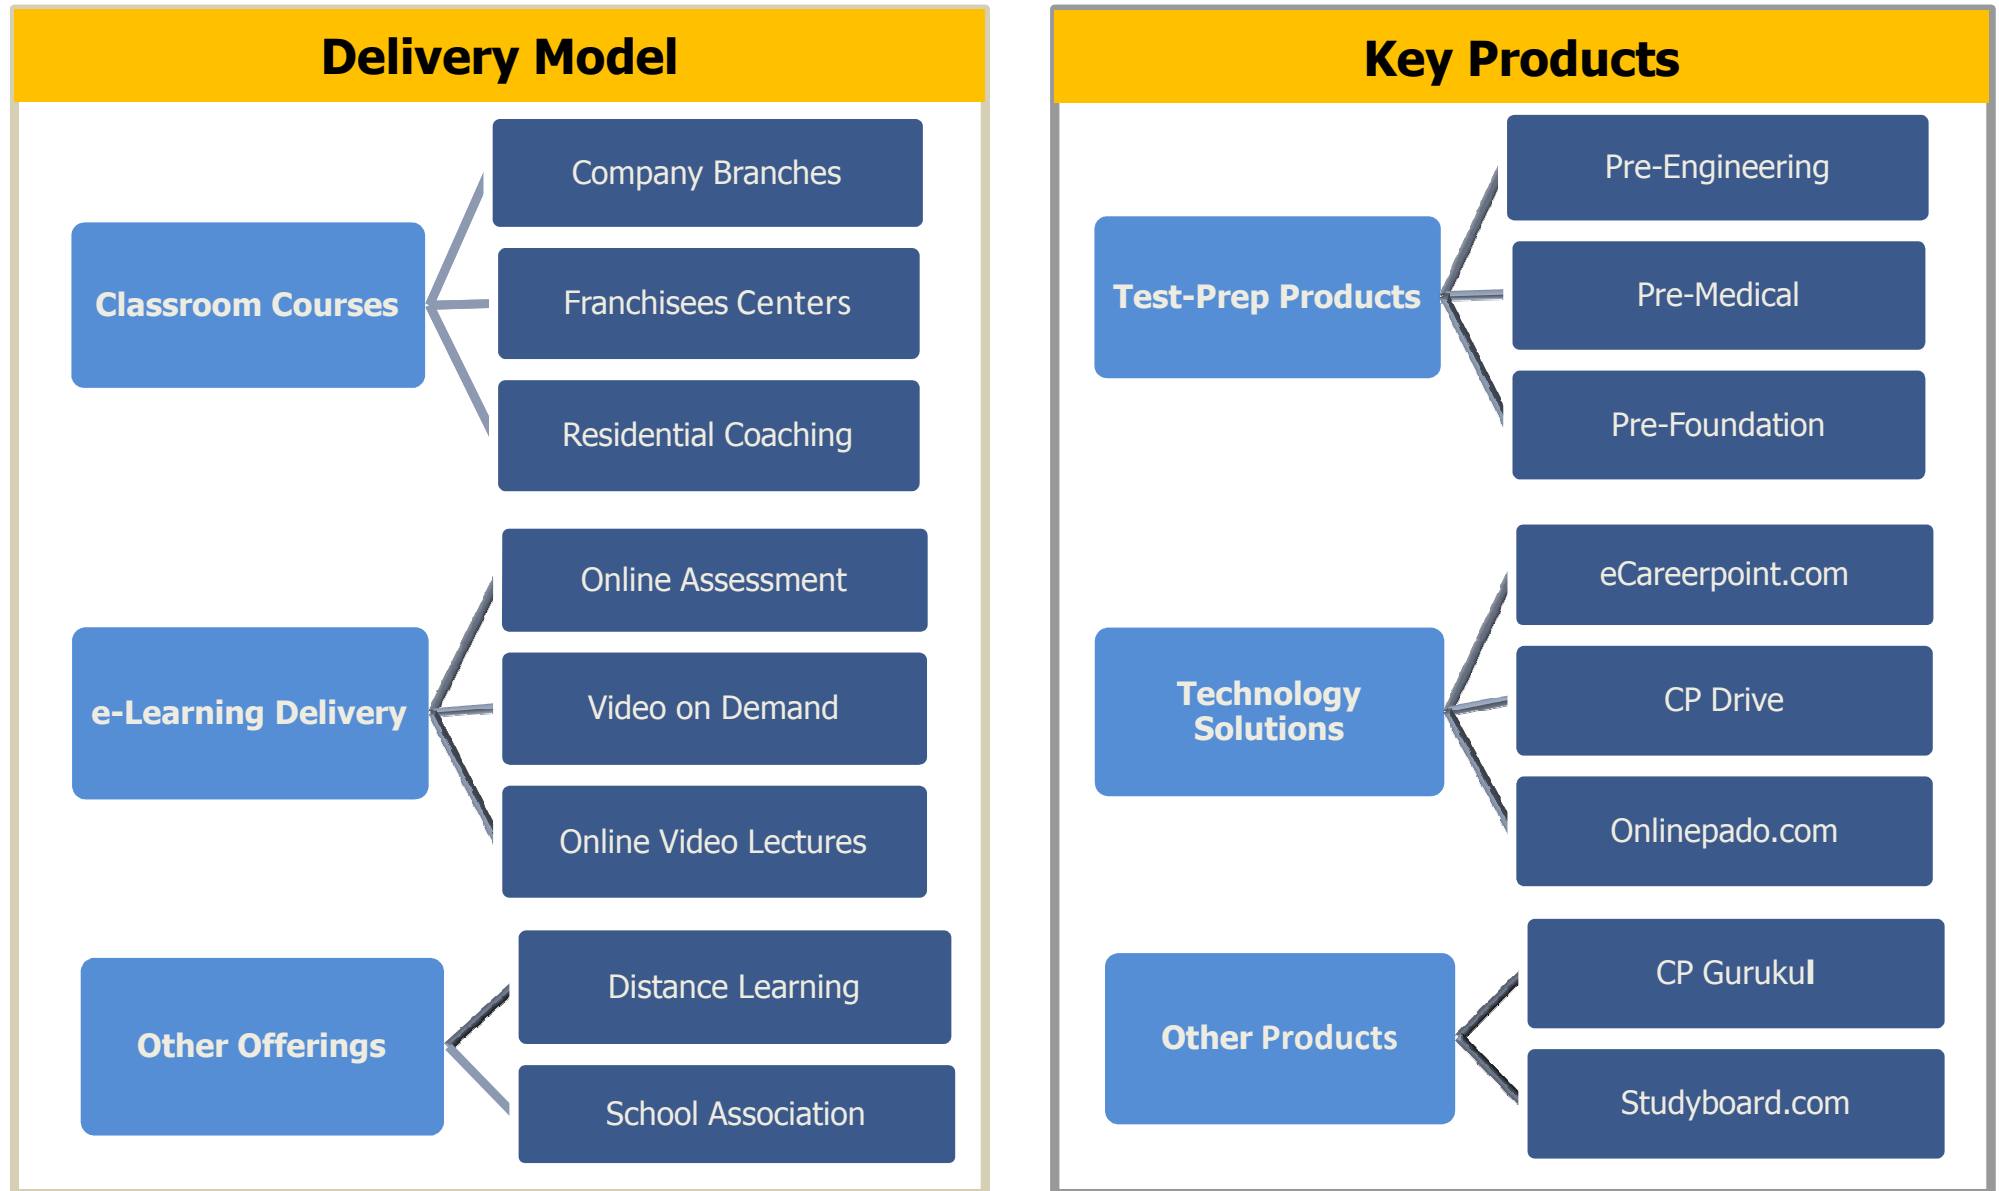 Delivery Model
Classroom Courses
Company Branches
Franchisees Centers
Residential Coaching
e-Learning Delivery
Online Assessment
Video on Demand
Online Video Lectures
Other Offerings
Distance Learning
School Association
Key Products
Test-Prep Products
Pre-Engineering
Pre-Medical
Pre-Foundation
Technology
Solutions
eCareerpoint.com
CP Drive
Onlinepado.com
Other Products
CP Gurukul
Studyboard.com